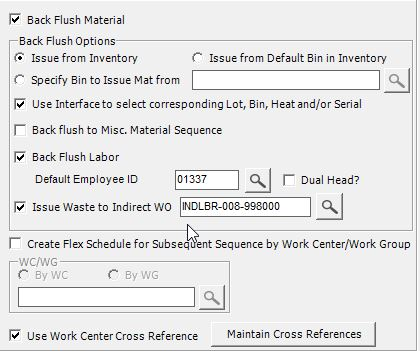 Back Flush Material
Back Flush Options
Issue from Inventory
Issue from Default Bin in Inventory
Specify Bin to Issue Mat from
Use Interface to select corresponding Lot, Bin, Heat and/or Serial
Back flush to Misc. Material Sequence
Back Flush Labor
Default Employee ID 01337 Dual Head?
Issue Waste to Indirect WO INDLBR-008-998000
Create Flex Schedule for Subsequent Sequence by Work Center/Work Group
WC/WG
By WC By WG
Use Work Center Cross Reference Maintain Cross References